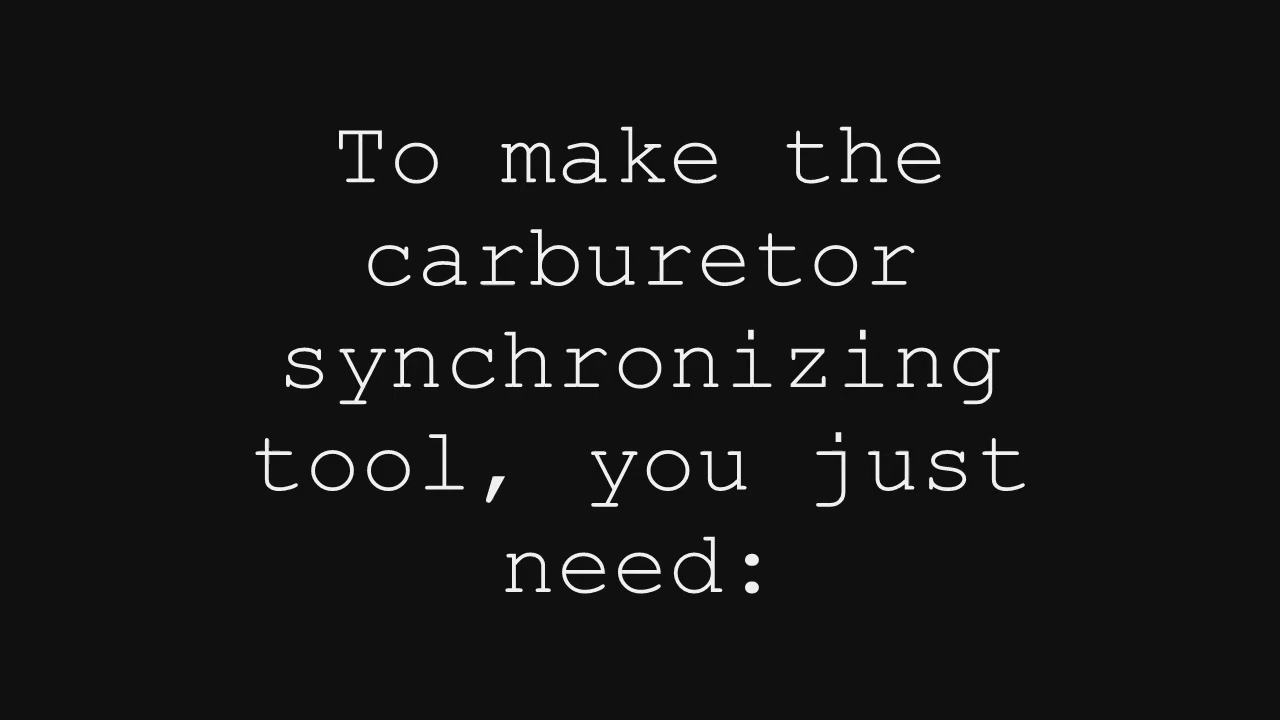 To make the
carburetor
synchronizing
tool, you just
need: